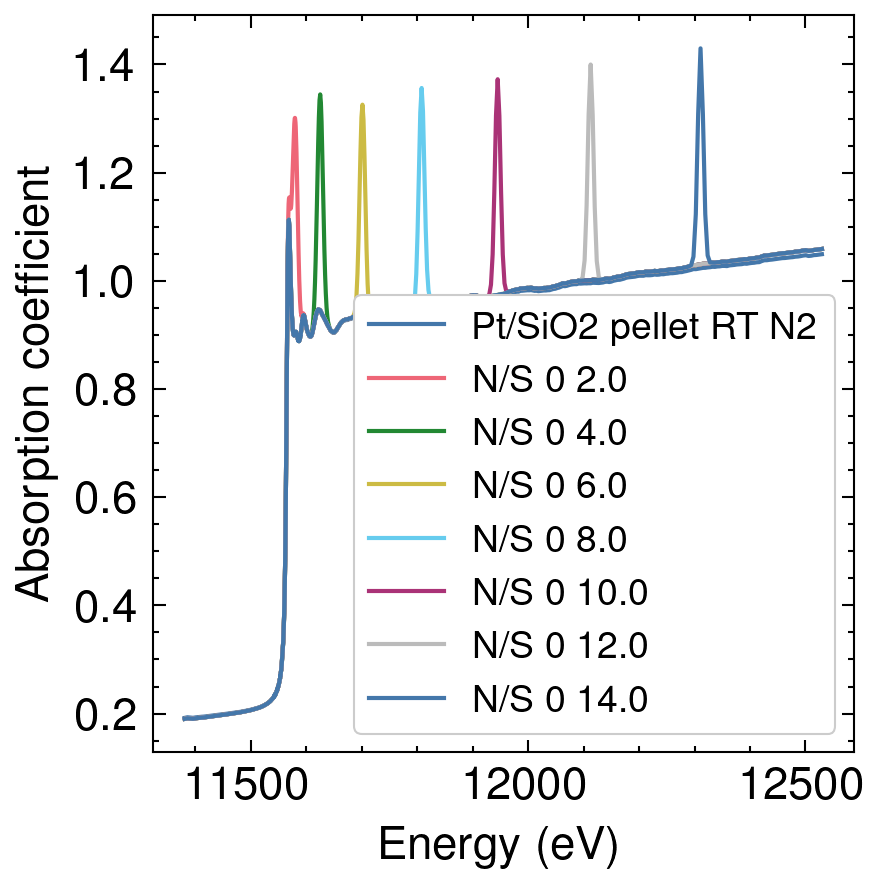 1.4
1.2
1.0
0.8
0.6
0.4
0.2
Absorption coefficient
Pt/SiO2 pellet RT N2
N/S 0 2.0
N/S 0 4.0
N/S 0 6.0
N/S 0 8.0
N/S 0 10.0
N/S 0 12.0
N/S 0 14.0
11500 12000 12500
Energy (eV)